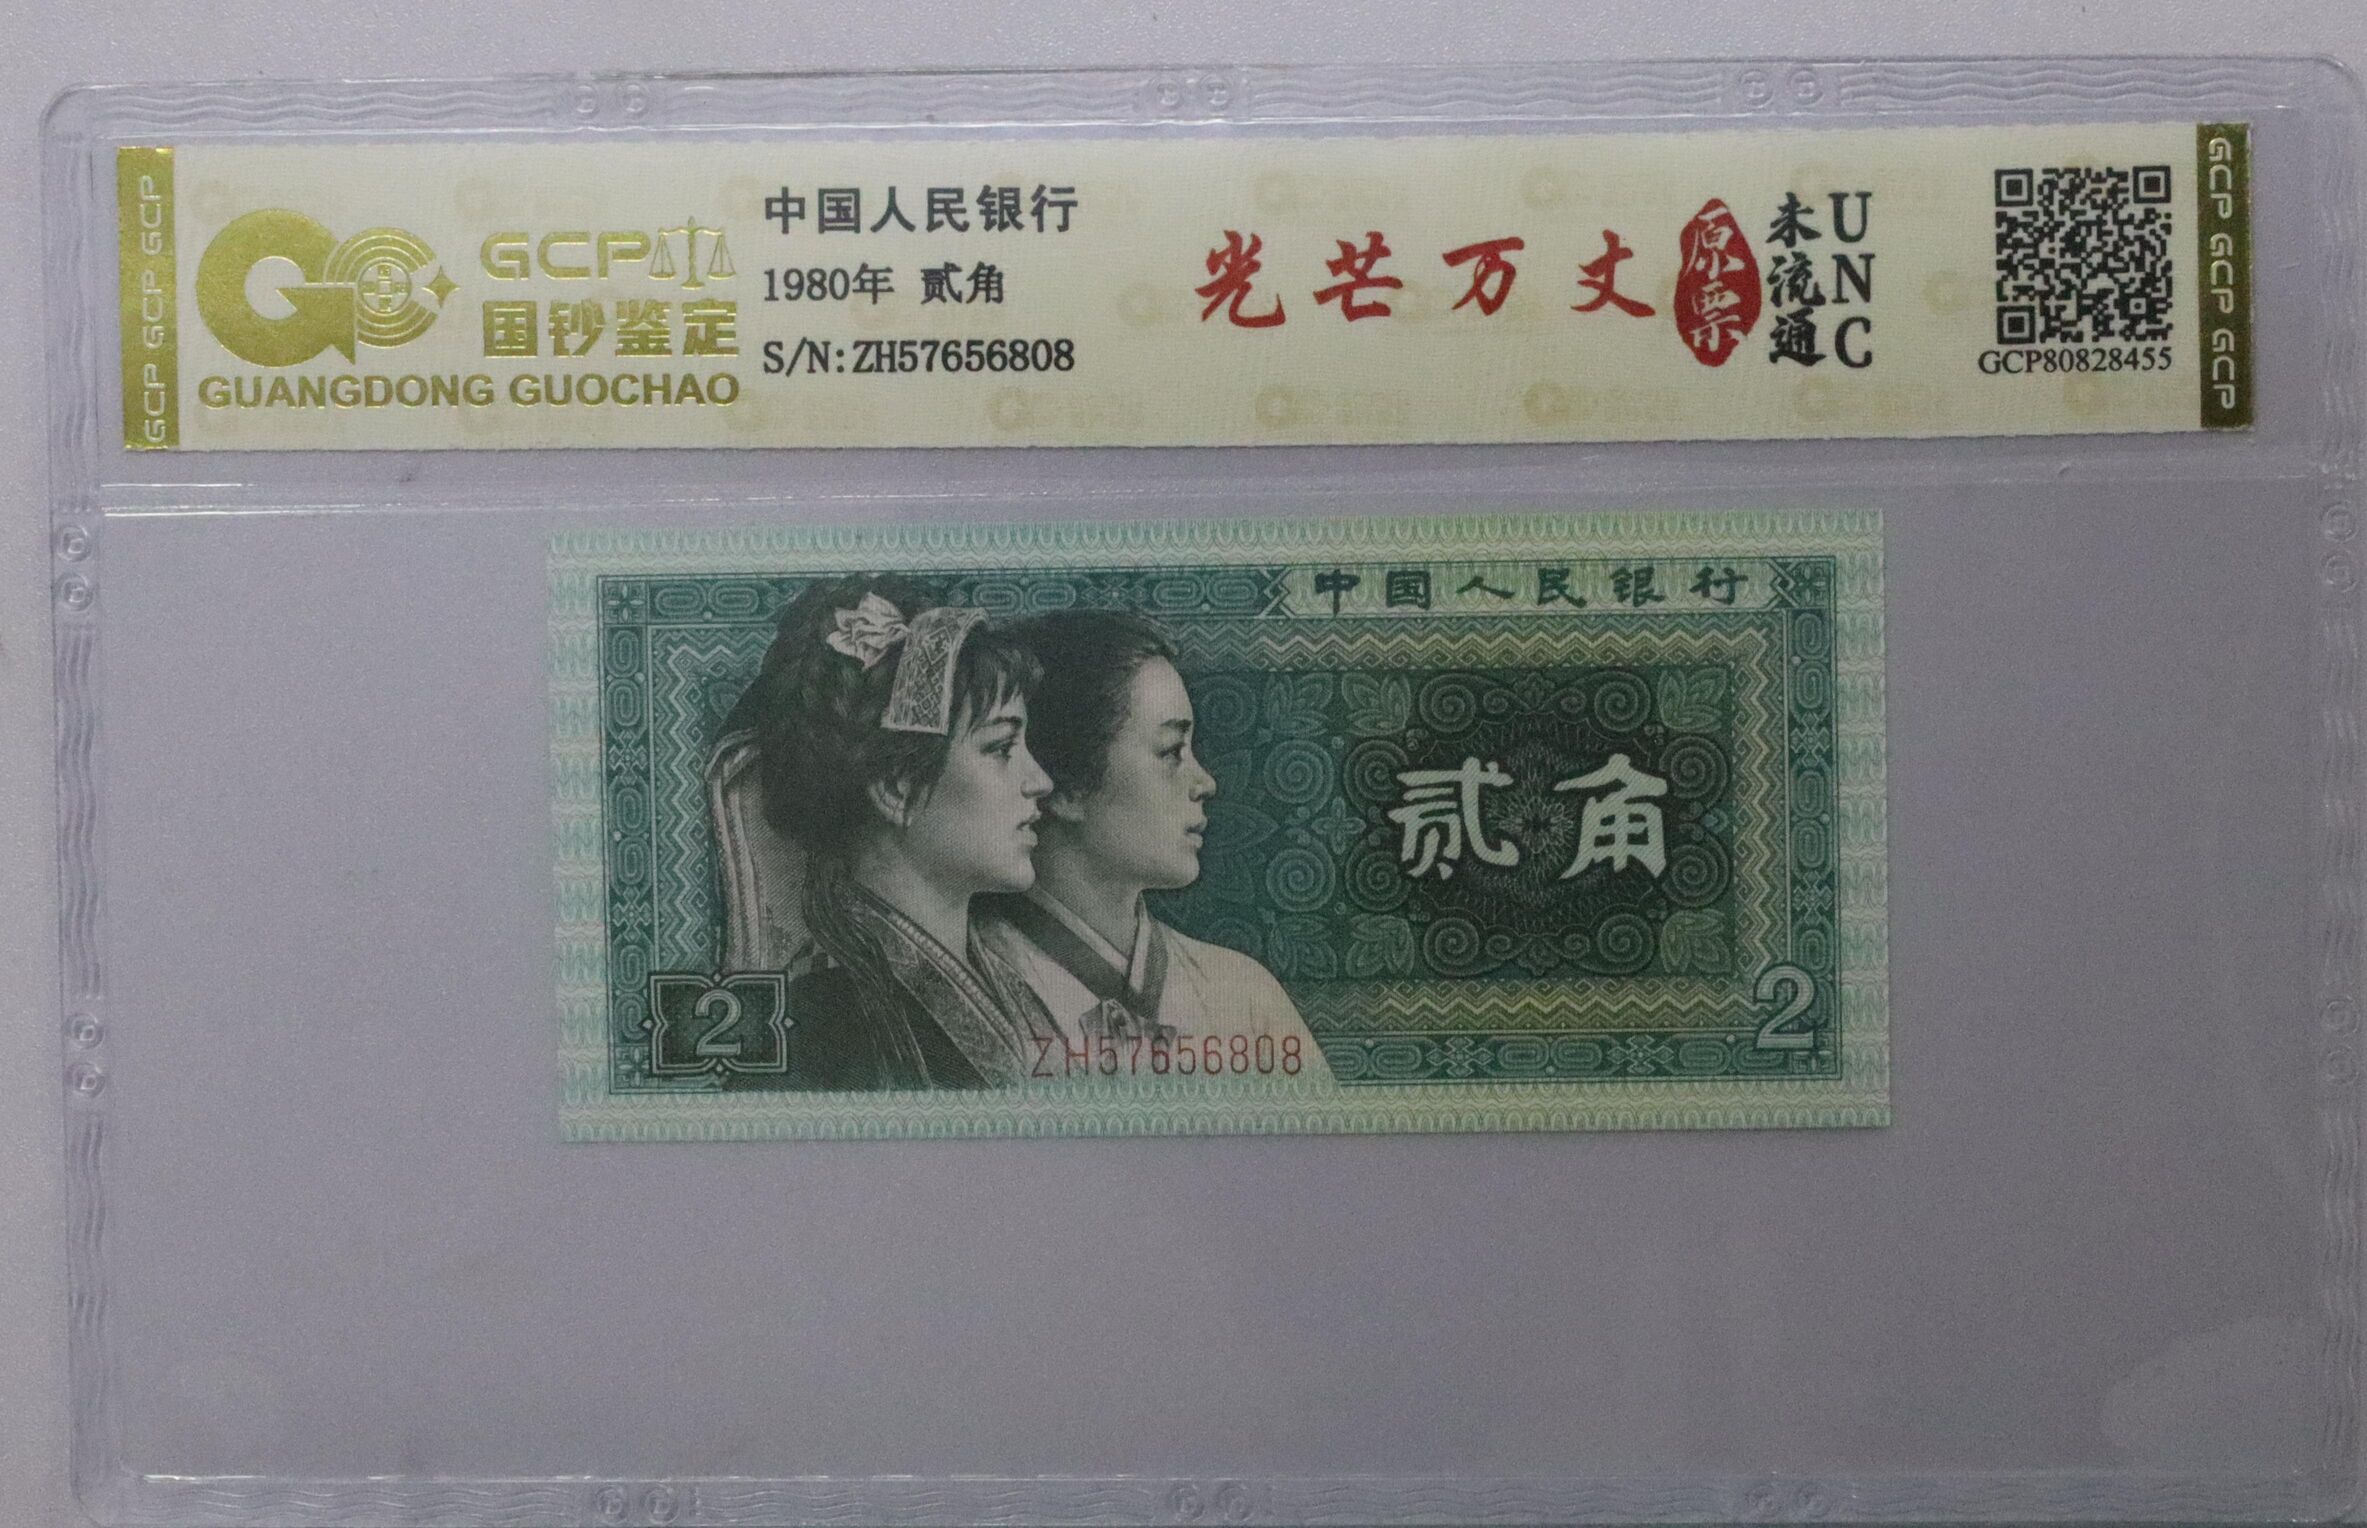 GCP GCP GCP
GCP
国钞鉴定
GUANGDONG GUOCHAO
中国人民银行
1980年 贰角
S/N:ZH57656808
光芒万丈
原票
未流通
UNC
GCP80828455
GCP GCP GCP
中国人民银行
贰角
2
2
ZH57656808